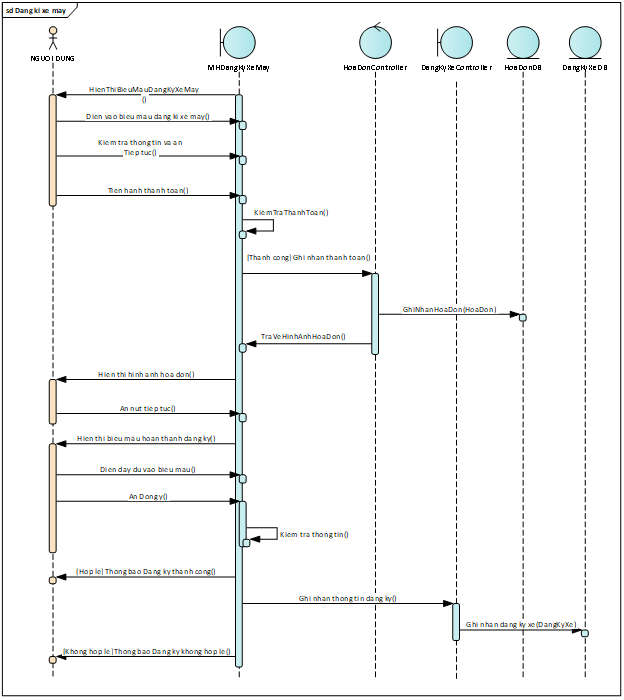 sd Dang ki xe may
NGUOI DUNG
MHDangKyXeMay
HoaDonController
DangKyXeController
HoaDonDB
DangKyXeDB
HienThiBieuMauDangKyXeMay
()
Dien vao bieu mau dang ki xe may()
Kiem tra thong tin va an
Tiep tuc()
Tien hanh thanh toan()
KiemTraThanhToan()
[Thanh cong] Ghi nhan thanh toan()
GhiNhanHoaDon(HoaDon)
TraVeHinhAnhHoaDon()
Hien thi hinh anh hoa don()
An nut tiep tuc()
Hien thi bieu mau hoan thanh dang ky()
Dien day du vao bieu mau()
An Dong y()
Kiem tra thong tin()
[Hop le] Thong bao Dang ky thanh cong()
Ghi nhan thong tin dang ky()
Ghi nhan dang ky xe(DangKyXe)
[Khong hop le] Thong bao Dang ky khong hop le()